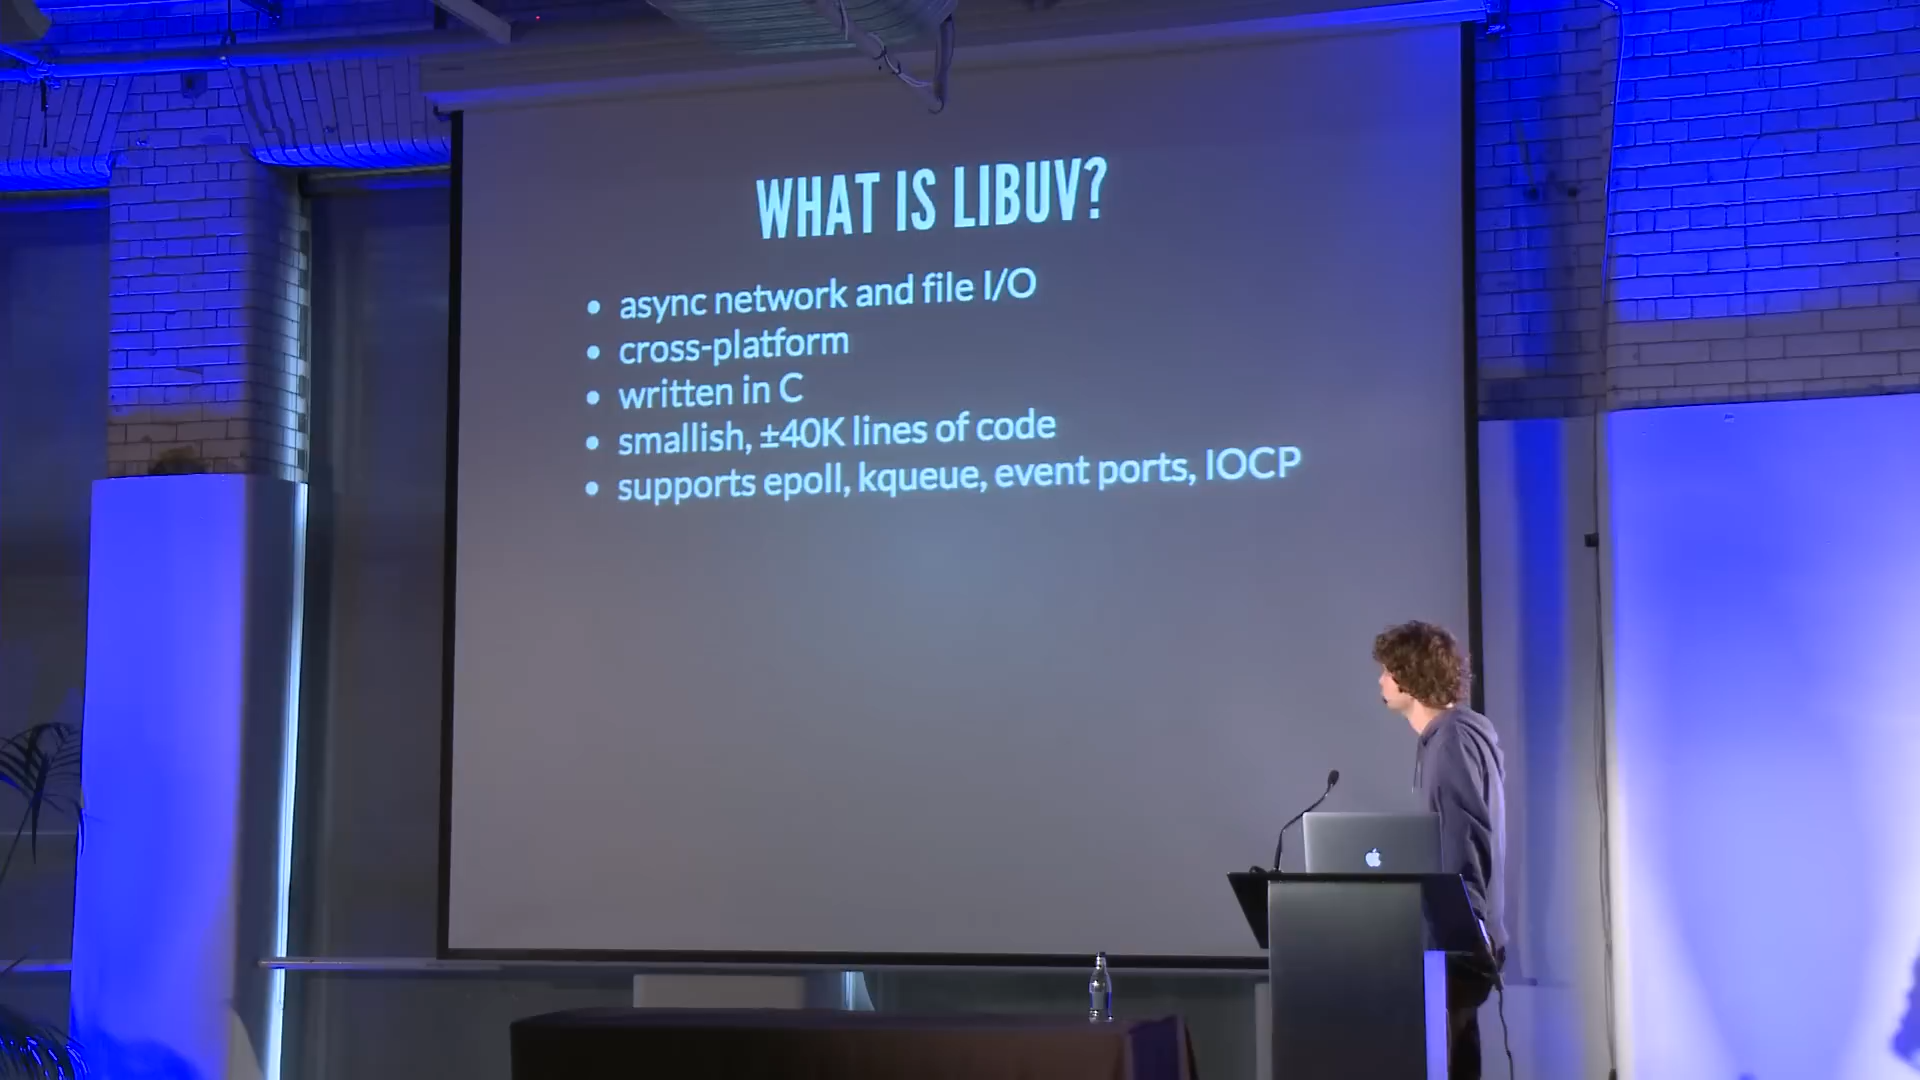 WHAT IS LIBUV?
• async network and file I/O
• cross-platform
• written in C
• smallish, ±40K lines of code
• supports epoll, kqueue, event ports, IOCP